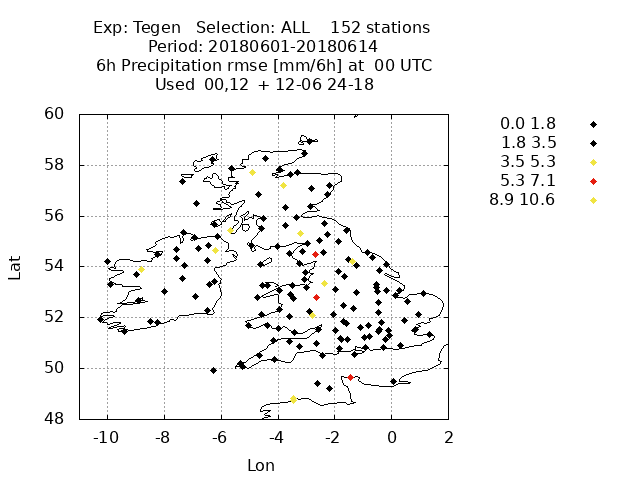 Exp: Tegen Selection: ALL 152 stations
Period: 20180601-20180614
6h Precipitation rmse [mm/6h] at 00 UTC
Used 00,12 + 12-06 24-18
0.0 1.8
1.8 3.5
3.5 5.3
5.3 7.1
8.9 10.6
60
58
56
54
52
50
48
Lat
-10 -8 -6 -4 -2 0 2
Lon